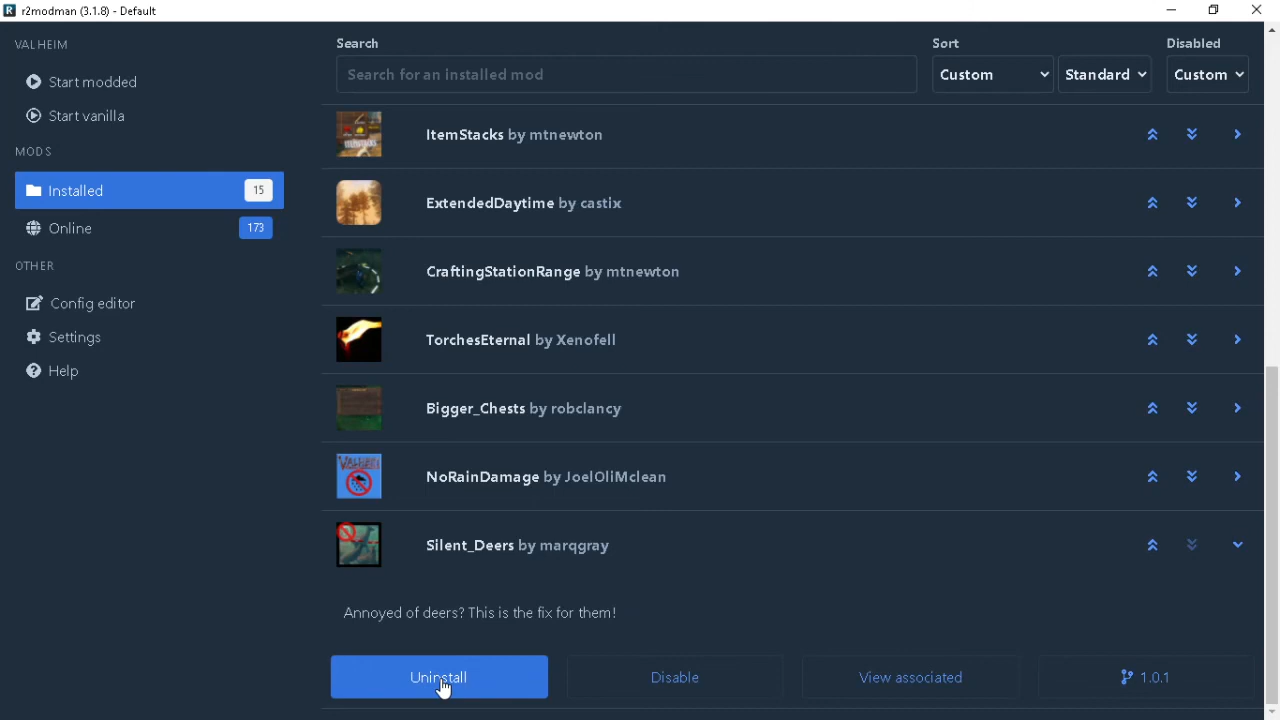 r2modman (3.1.8) - Default
VALHEIM
Start modded
Start vanilla
MODS
Installed 15
Online 173
OTHER
Config editor
Settings
Help
Search
Search for an installed mod
Sort
Custom
Standard
Disabled
Custom
ItemStacks by mtnewton
ExtendedDaytime by castix
CraftingStationRange by mtnewton
TorchesEternal by Xenofell
Bigger_Chests by robclancy
NoRainDamage by JoelOliMclean
Silent_Deers by marqgray
Annoyed of deers? This is the fix for them!
Uninstall
Disable
View associated
1.0.1